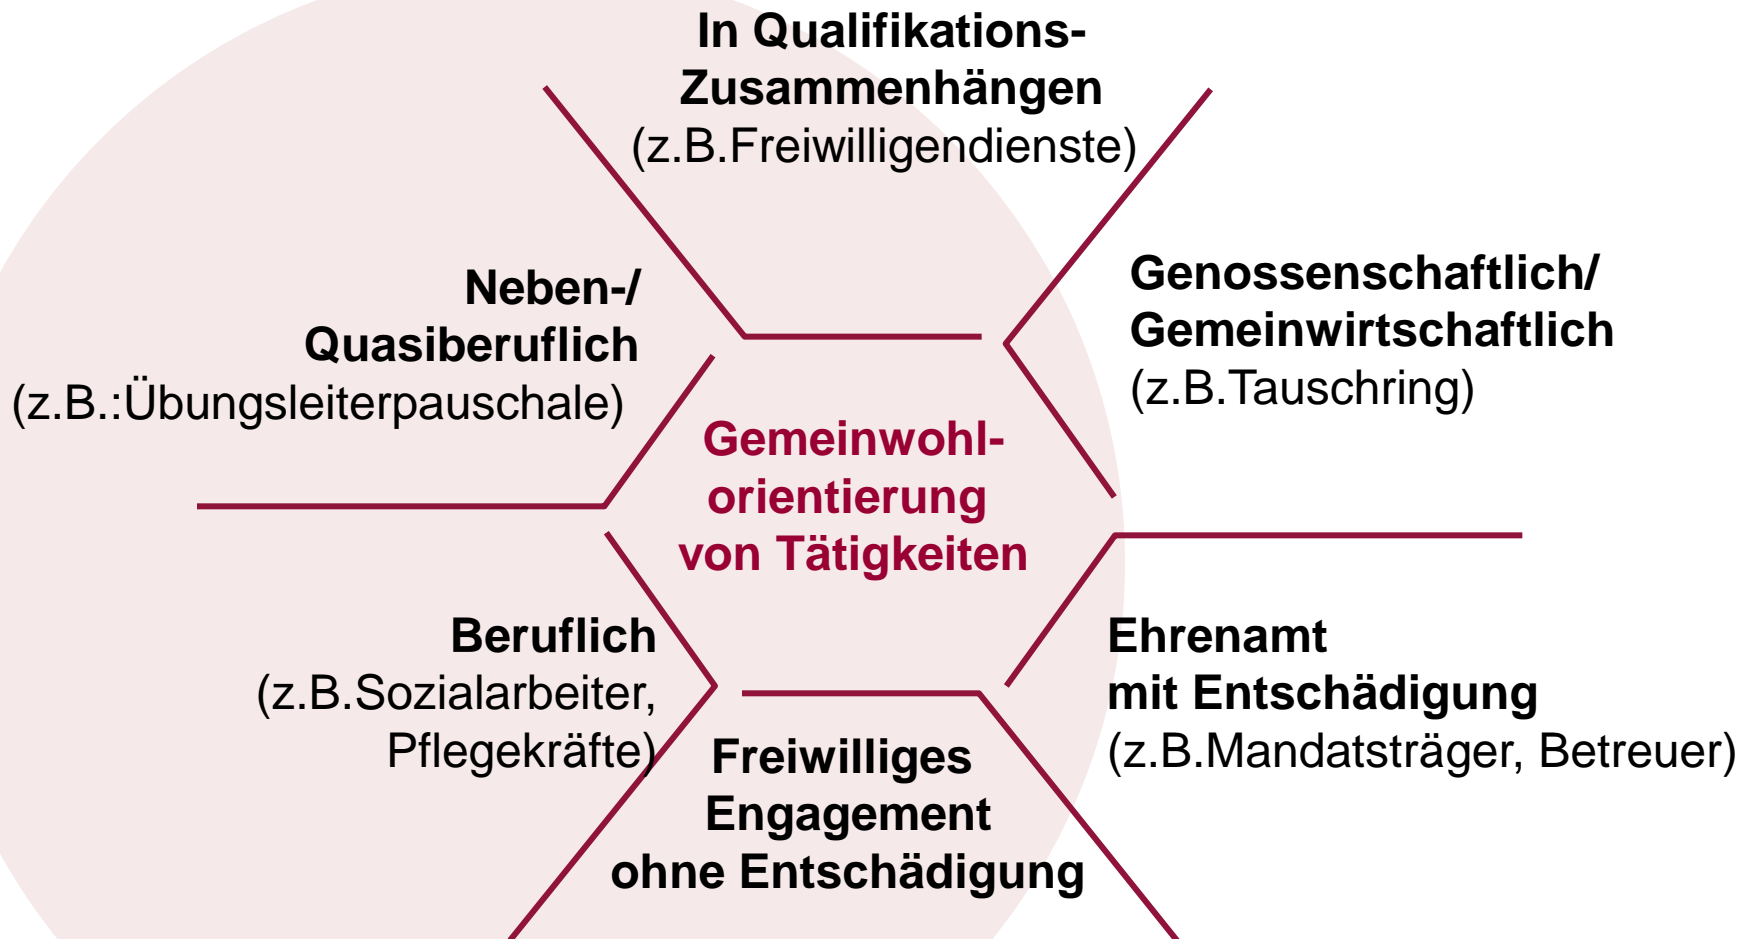 In Qualifikations-
Zusammenhängen
(z.B.Freiwilligendienste)
Neben-/
Quasiberuflich
(z.B.:Übungsleiterpauschale)
Genossenschaftlich/
Gemeinwirtschaftlich
(z.B.Tauschring)
Gemeinwohl-
orientierung
von Tätigkeiten
Beruflich
(z.B.Sozialarbeiter,
Pflegekräfte)
Freiwilliges
Engagement
ohne Entschädigung
Ehrenamt
mit Entschädigung
(z.B.Mandatsträger, Betreuer)